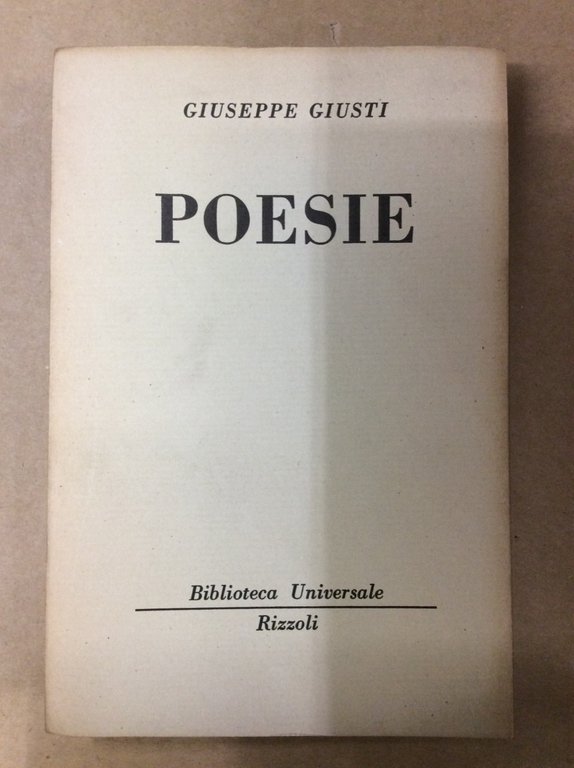 GIUSEPPE GIUSTI
POESIE
Biblioteca Universale
Rizzoli